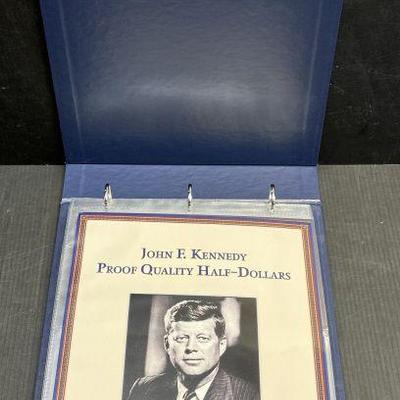 John F. Kennedy
Proof Quality Half-Dollars